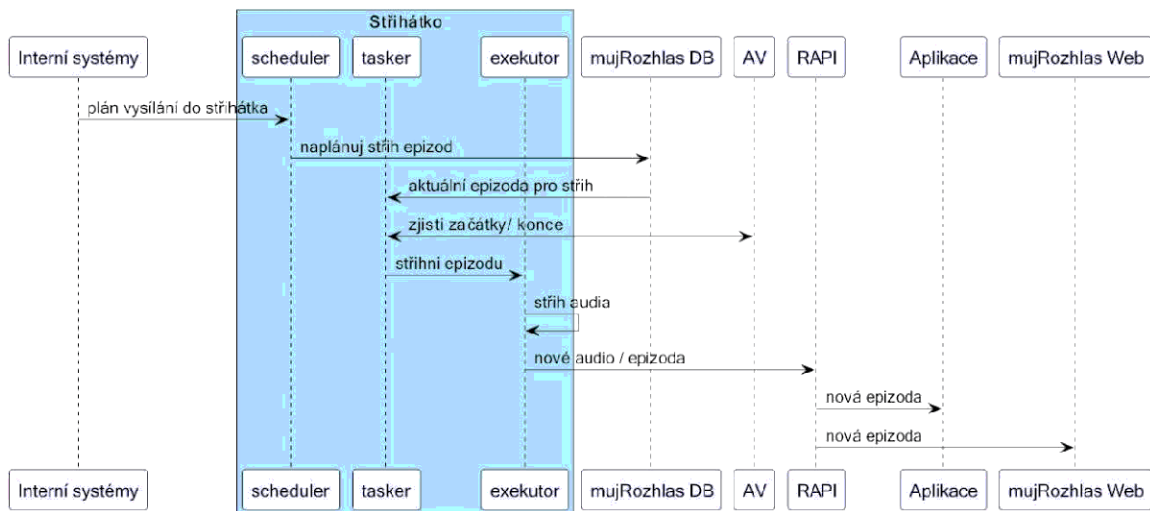 Střihátko
Interní systémy
scheduler
tasker
exekutor
mujRozhlas DB
AV
RAPI
Aplikace
mujRozhlas Web
plán vysílání do střihátka
naplánuj střih epizod
aktuální epizoda pro střih
zjisti začátky/ konce
střihni epizodu
střih audia
nové audio / epizoda
nová epizoda
nová epizoda
Interní systémy
scheduler
tasker
exekutor
mujRozhlas DB
AV
RAPI
Aplikace
mujRozhlas Web